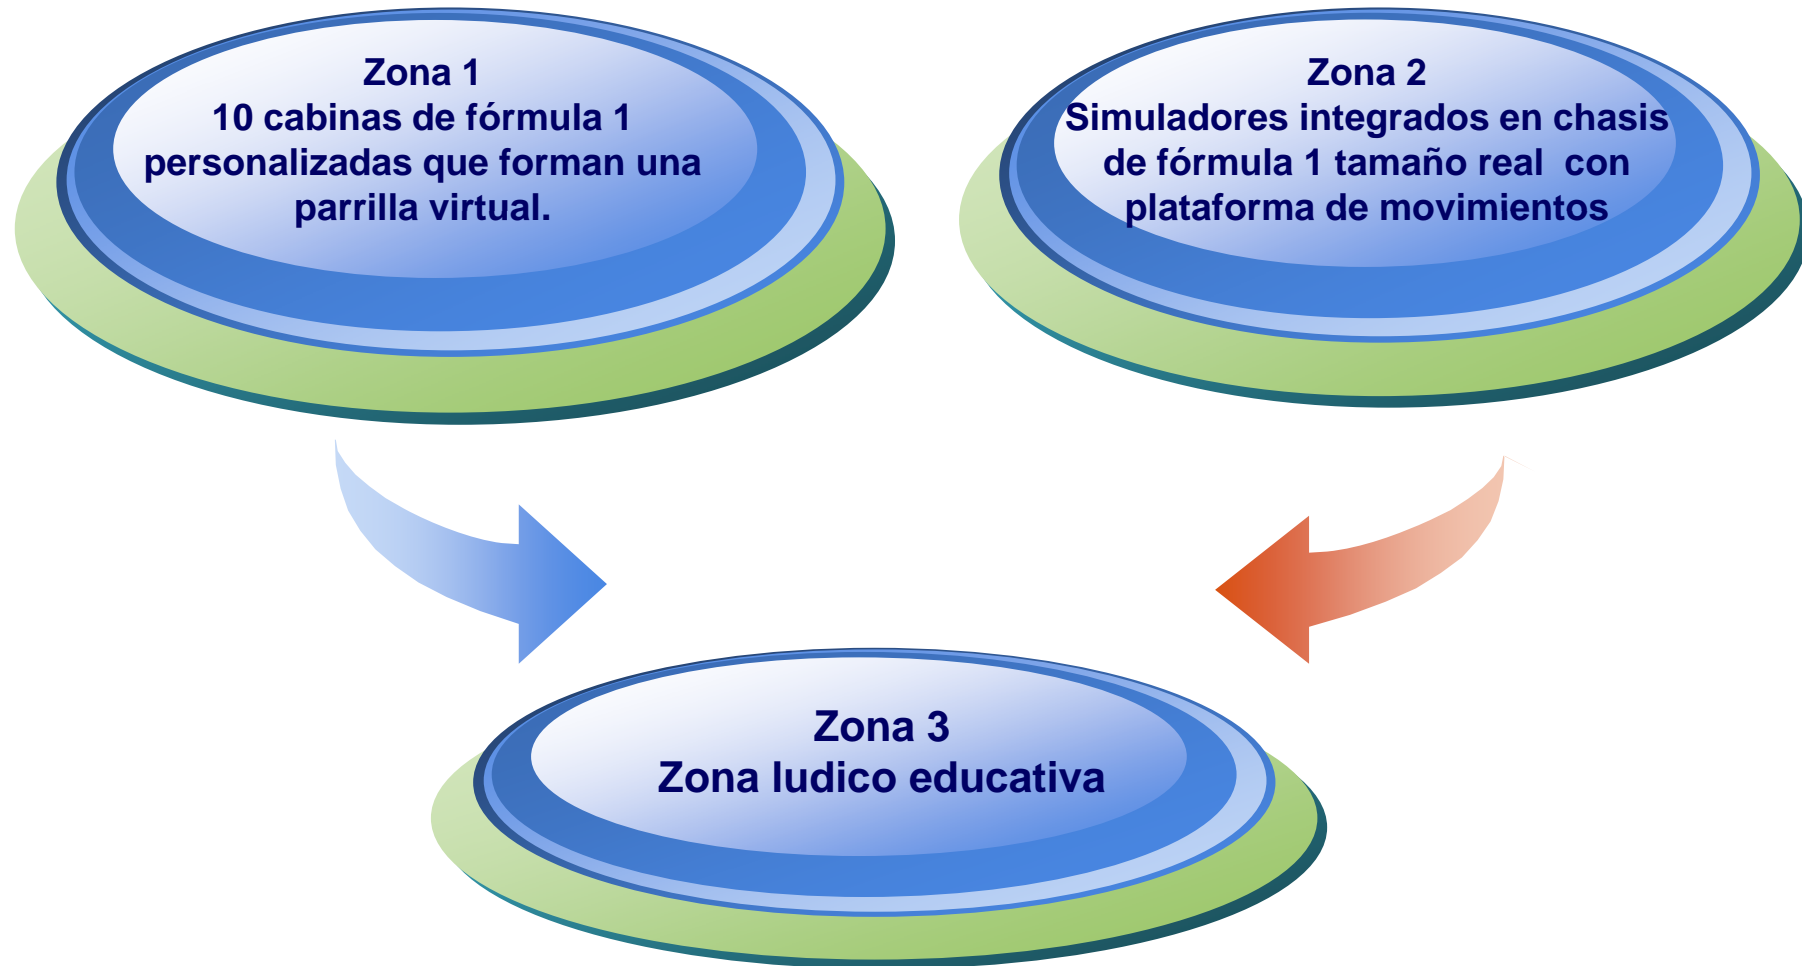 Zona 1
10 cabinas de fórmula 1
personalizadas que forman una
parrilla virtual.
Zona 2
Simuladores integrados en chasis
de fórmula 1 tamaño real  con
plataforma de movimientos
Zona 3
Zona ludico educativa